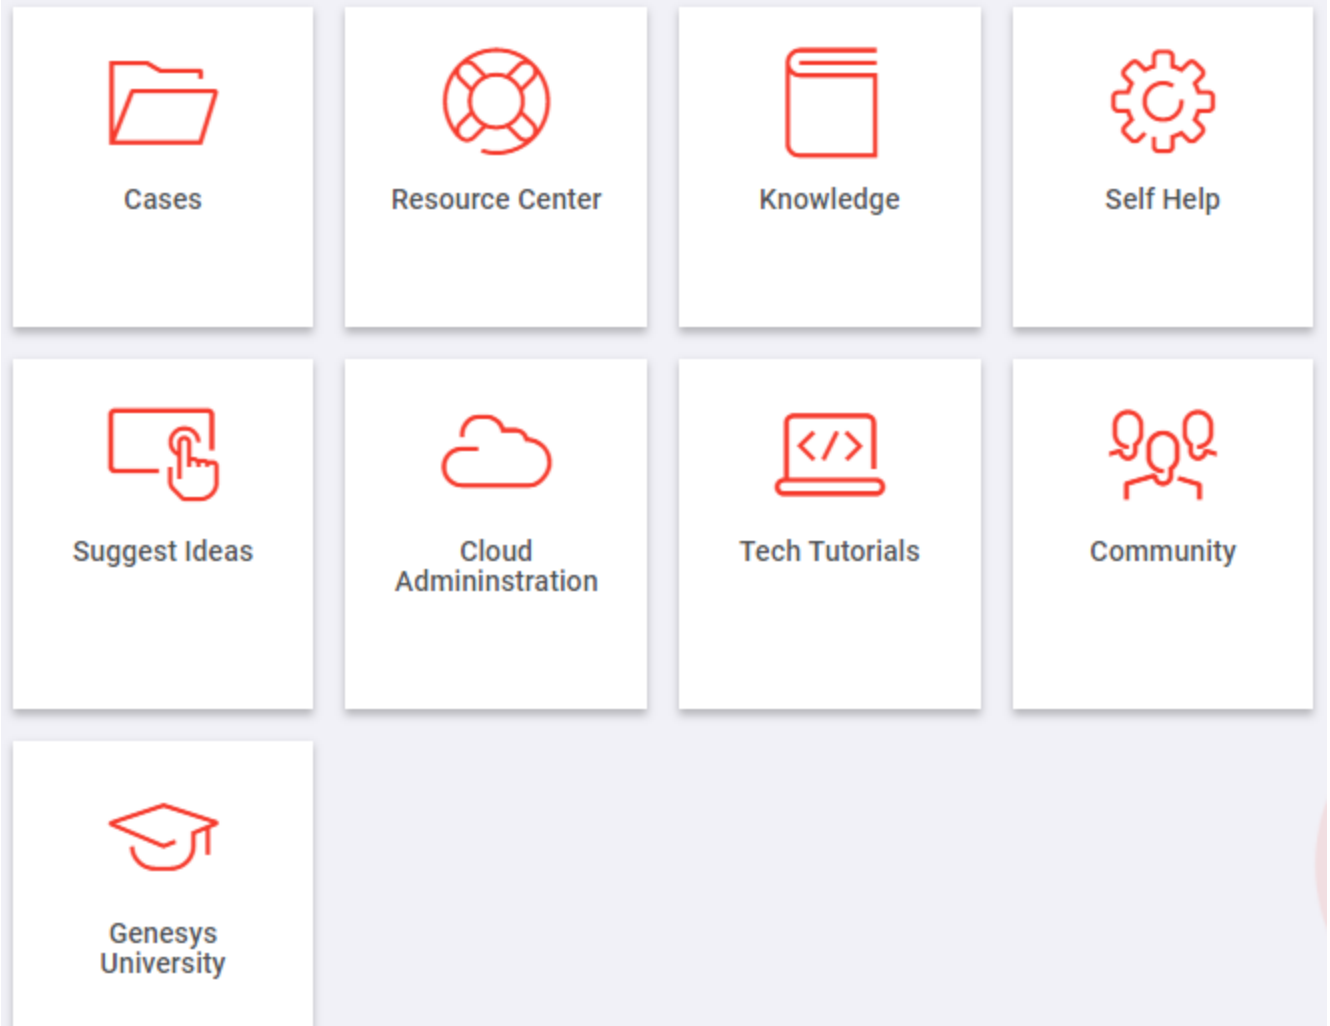 Cases
Resource Center
Knowledge
Self Help
Suggest Ideas
Cloud
Admininstration
Tech Tutorials
Community
Genesys
University